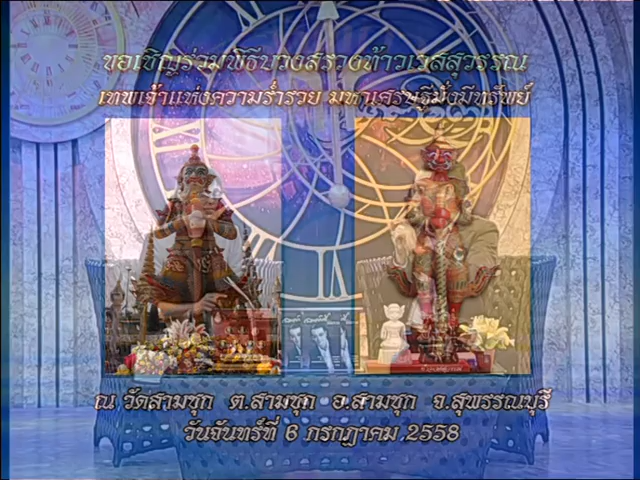 ขอเชิญร่วมพิธีบวงสรวงท้าวเวสสุวรรณ
เทพเจ้าแห่งความร่ำรวย มหาเศรษฐีมั่งมีทรัพย์
ณ วัดสามชุก ต.สามชุก อ.สามชุก จ.สุพรรณบุรี
วันจันทร์ที่ 6 กรกฎาคม 2558